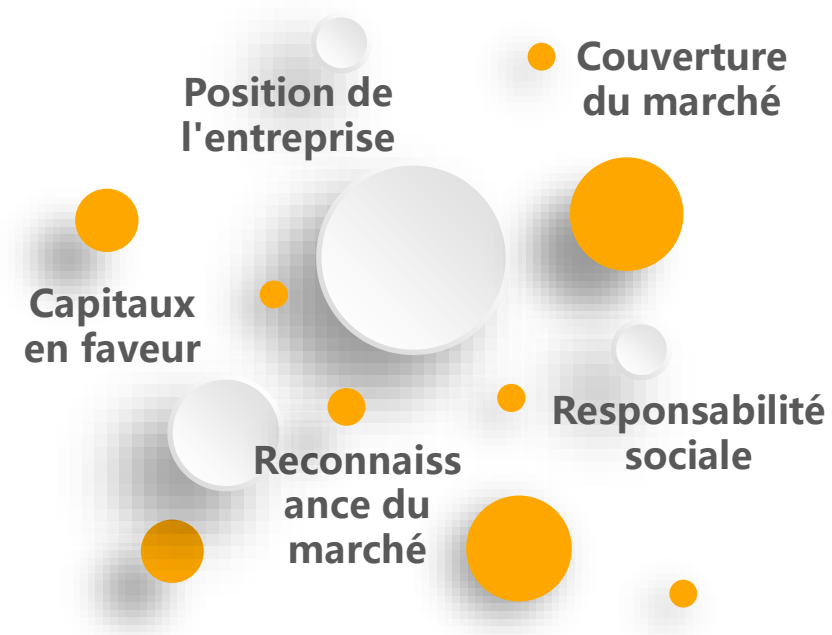 Position de
l'entreprise
Couverture
du marché
Capitaux
en faveur
Responsabilité
sociale
Reconnaiss
ance du
marché